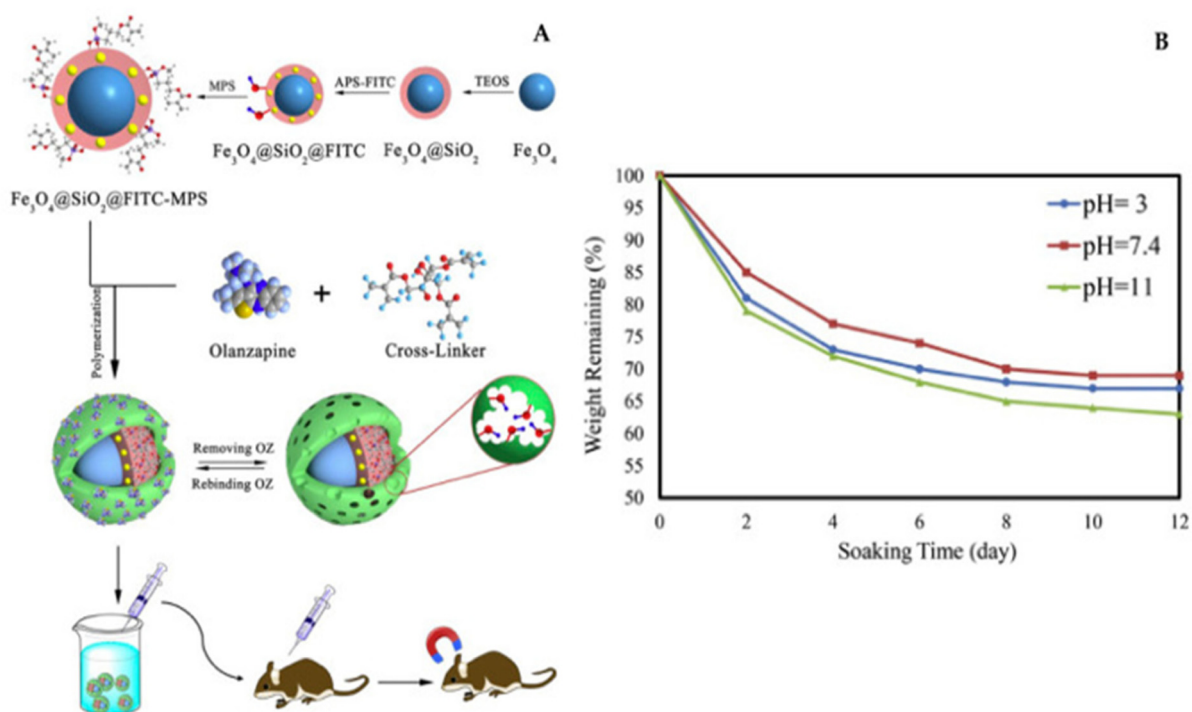 A
MPS
APS-FITC
TEOS
Fe₃O₄@SiO₂@FITC
Fe₃O₄@SiO₂
Fe₃O₄
Fe₃O₄@SiO₂@FITC-MPS
Polymerization
+
Olanzapine
Cross-Linker
Removing OZ
Rebinding OZ
B
Weight Remaining (%)
100
95
90
85
80
75
70
65
60
55
50
pH= 3
pH=7.4
pH=11
0 2 4 6 8 10 12
Soaking Time (day)